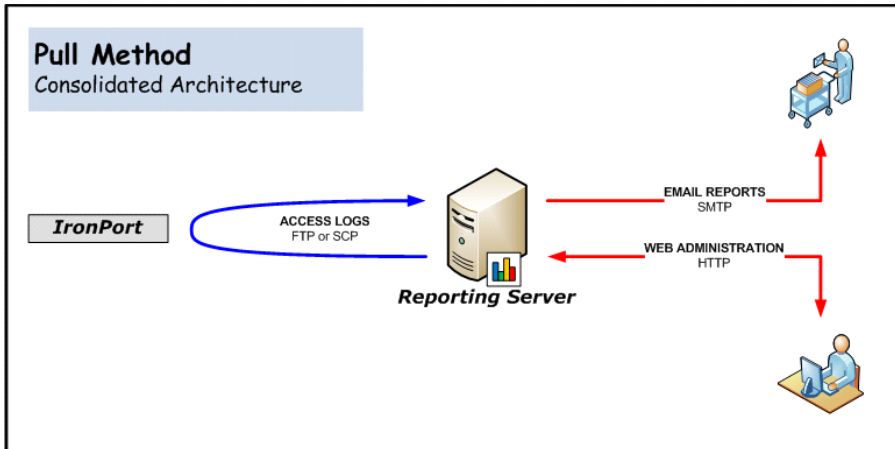 Pull Method
Consolidated Architecture
IronPort
ACCESS LOGS
FTP or SCP
Reporting Server
EMAIL REPORTS
SMTP
WEB ADMINISTRATION
HTTP